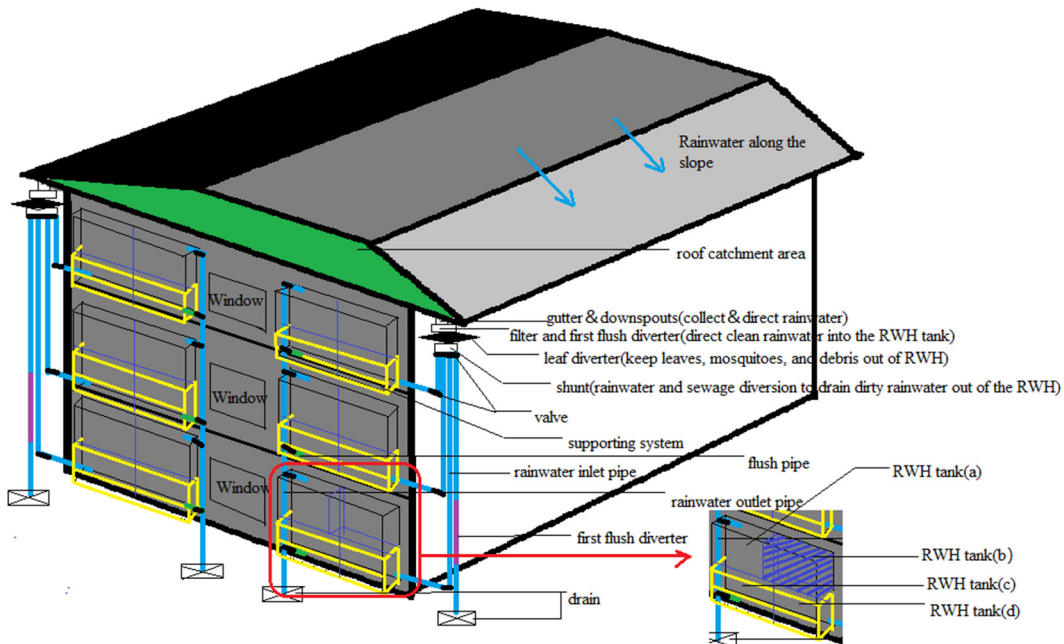 Rainwater along the
slope
roof catchment area
Window
gutter & downspouts(collect & direct rainwater)
filter and first flush diverter(direct clean rainwater into the RWH tank)
leaf diverter(keep leaves, mosquitoes, and debris out of RWH)
Window
shunt(rainwater and sewage diversion to drain dirty rainwater out of the RWH)
valve
supporting system
flush pipe
rainwater inlet pipe
RWH tank(a)
Window
rainwater outlet pipe
first flush diverter
RWH tank(b)
RWH tank(c)
drain
RWH tank(d)